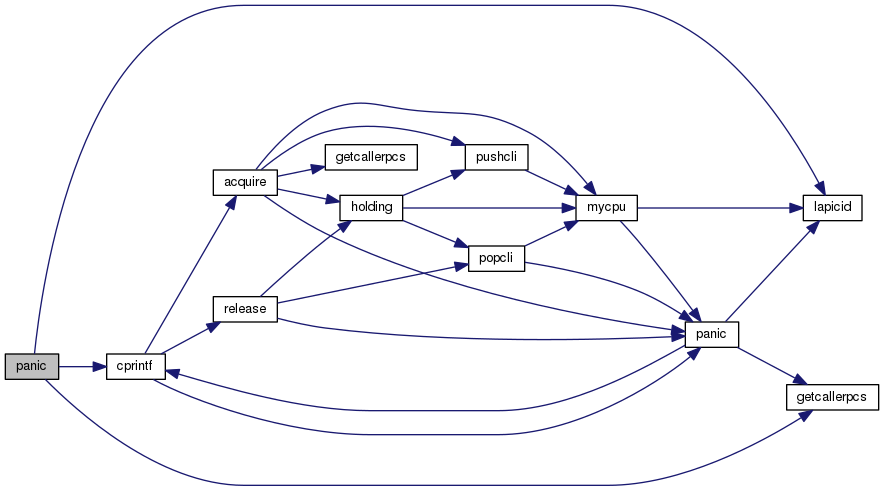 getcallerpcs
pushcli
acquire
holding
mycpu
lapicid
popcli
release
panic
panic
cprintf
getcallerpcs